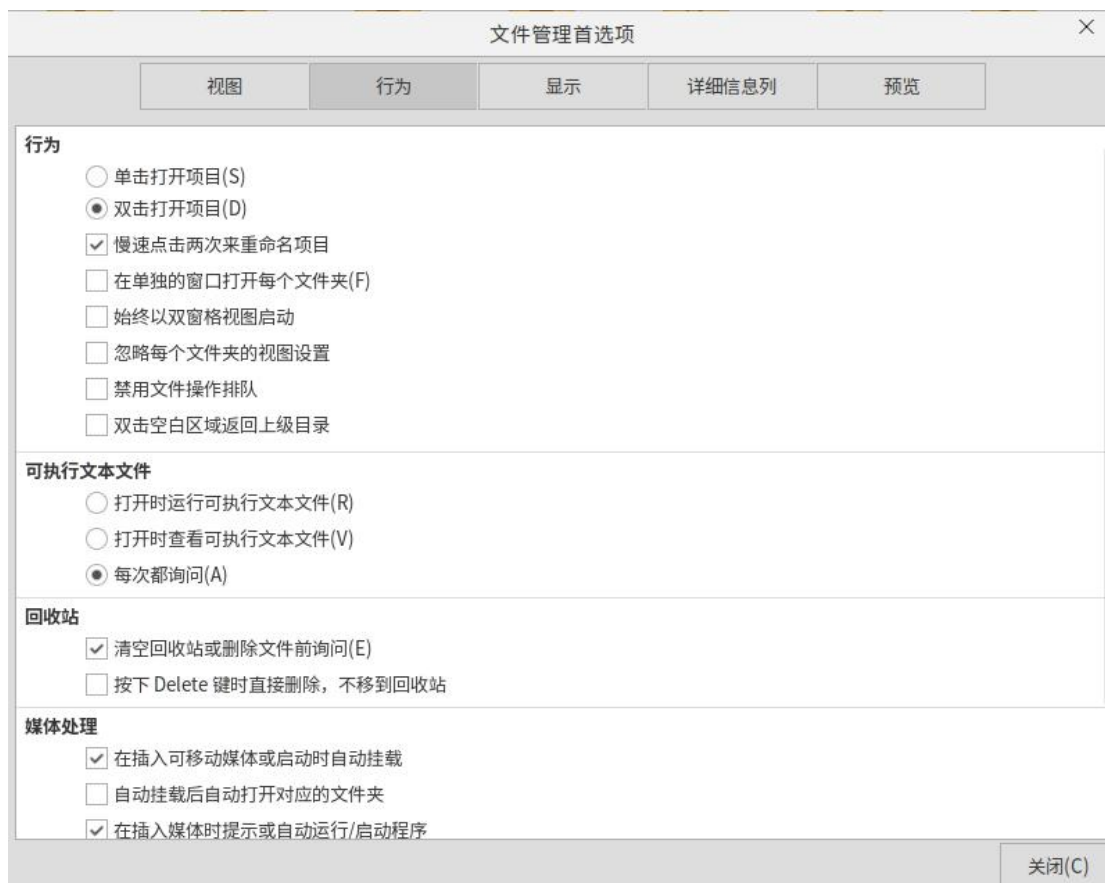 文件管理首选项
视图 行为 显示 详细信息列 预览
行为
单击打开项目(S)
双击打开项目(D)
慢速点击两次来重命名项目
在单独的窗口打开每个文件夹(F)
始终以双窗格视图启动
忽略每个文件夹的视图设置
禁用文件操作排队
双击空白区域返回上级目录
可执行文本文件
打开时运行可执行文本文件(R)
打开时查看可执行文本文件(V)
每次都询问(A)
回收站
清空回收站或删除文件前询问(E)
按下 Delete 键时直接删除，不移到回收站
媒体处理
在插入可移动媒体或启动时自动挂载
自动挂载后自动打开对应的文件夹
在插入媒体时提示或自动运行/启动程序
关闭(C)